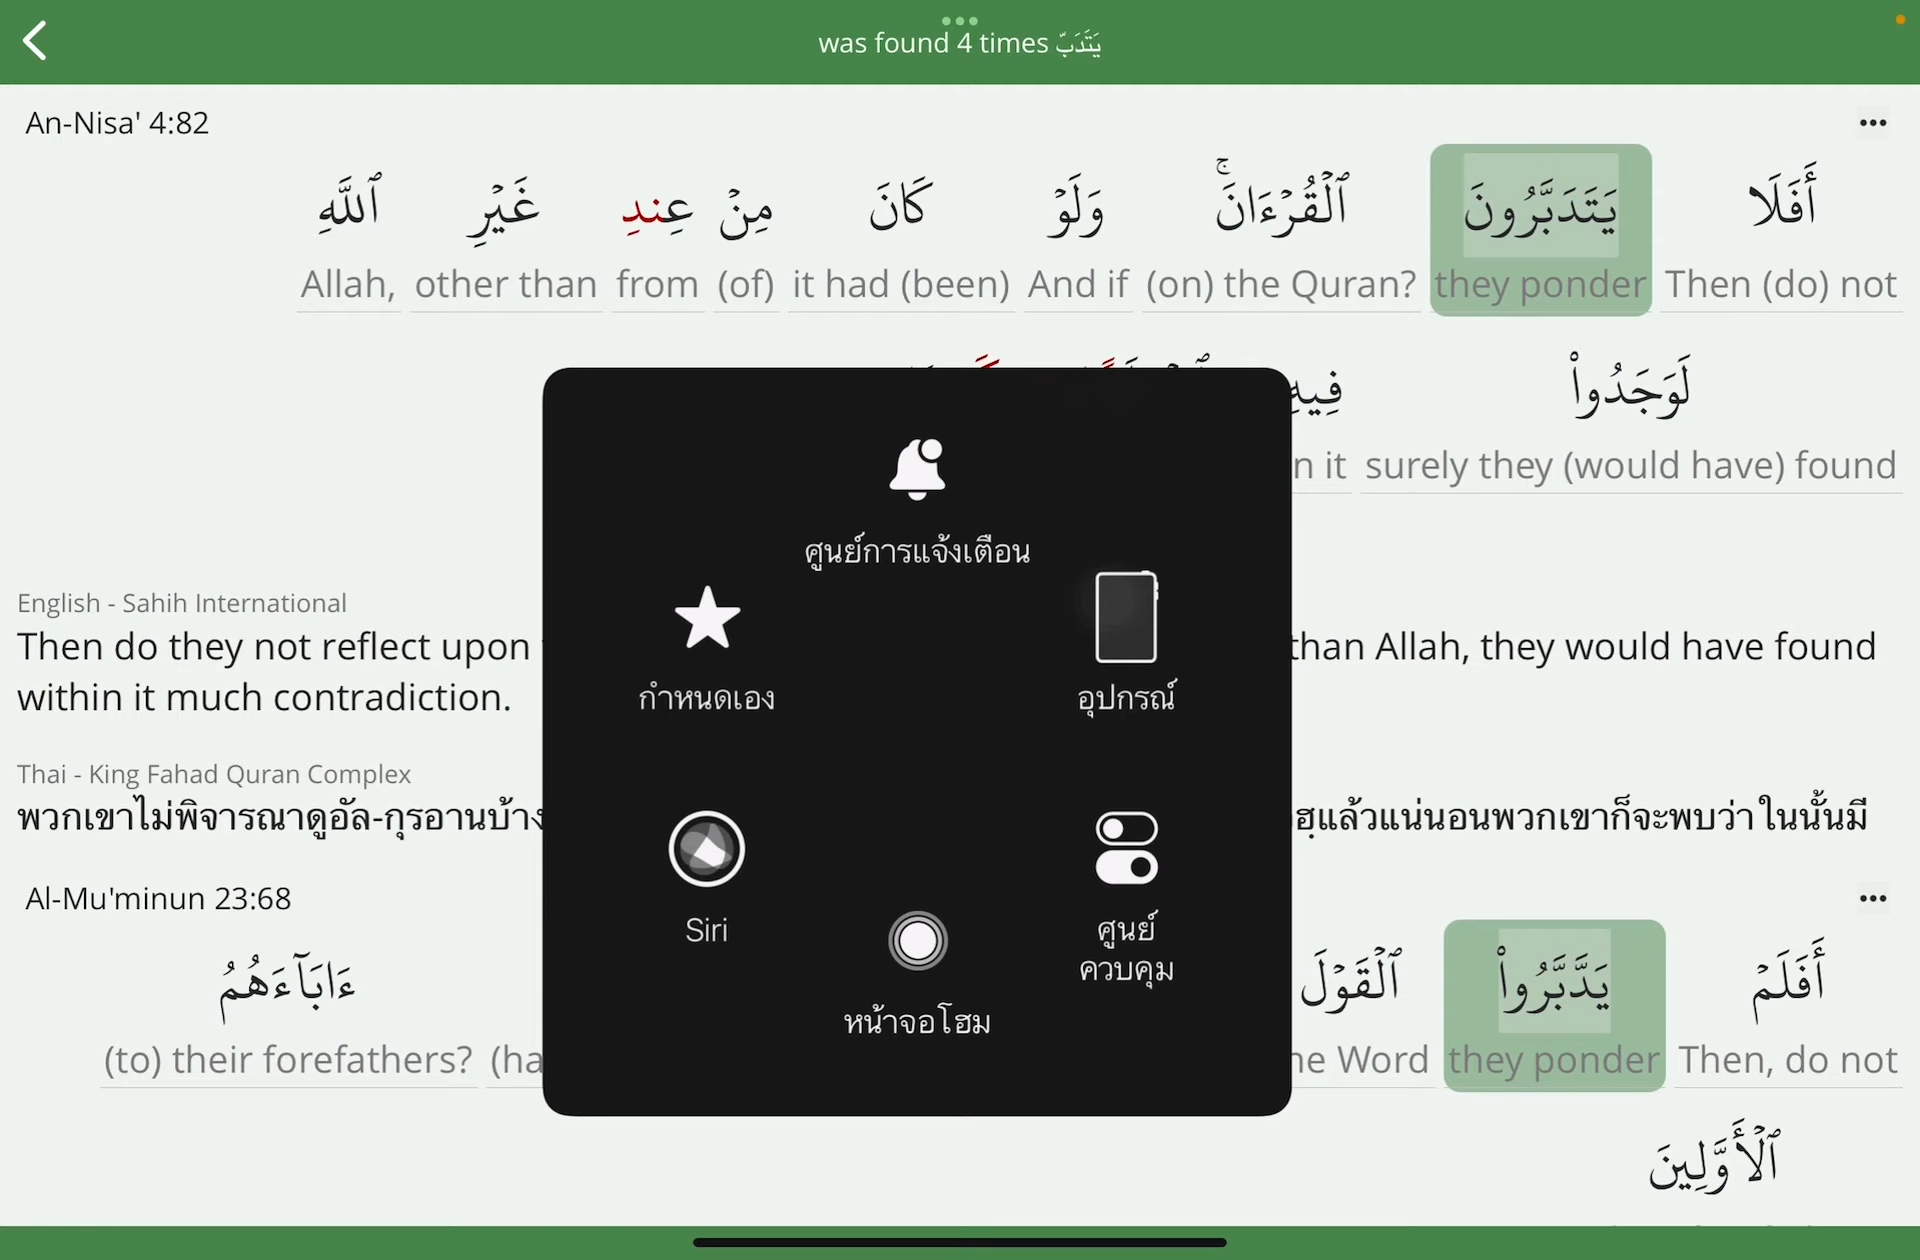 was found 4 times يَتَدَبّ
An-Nisa' 4:82
أَفَلَا يَتَدَبَّرُونَ ٱلۡقُرۡءَانَۚ وَلَوۡ كَانَ مِنۡ عِندِ غَيۡرِ ٱللَّهِ
Allah, other than from (of) it had (been) And if (on) the Quran? they ponder Then (do) not
لَوَجَدُواْ فِيهِ
n it surely they (would have) found
English - Sahih International
Then do they not reflect upon than Allah, they would have found
within it much contradiction.
Thai - King Fahad Quran Complex
พวกเขาไม่พิจารณาดูอัล-กุรอานบ้าง ฮฺแล้วแน่นอนพวกเขาก็จะพบว่าในนั้นมี
ศูนย์การแจ้งเตือน
กำหนดเอง
อุปกรณ์
Siri
ศูนย์
ควบคุม
หน้าจอโฮม
Al-Mu'minun 23:68
أَفَلَمۡ يَدَّبَّرُواْ ٱلۡقَوۡلَ ءَابَآءَهُمُ
(to) their forefathers? (ha he Word they ponder Then, do not
ٱلۡأَوَّلِينَ